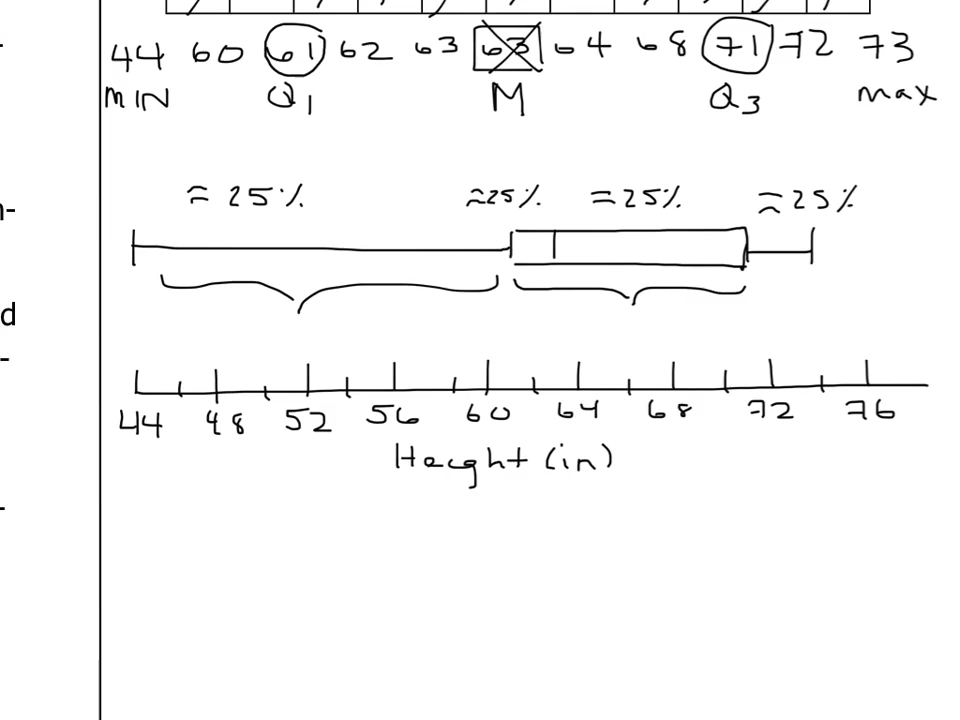 44 60 61 62 63 63 64 68 71 72 73
MIN Q1 M Q3 max
≈ 25% ≈25% ≈25% ≈25%
n-
d
-
44 48 52 56 60 64 68 72 76
Height (in)
-